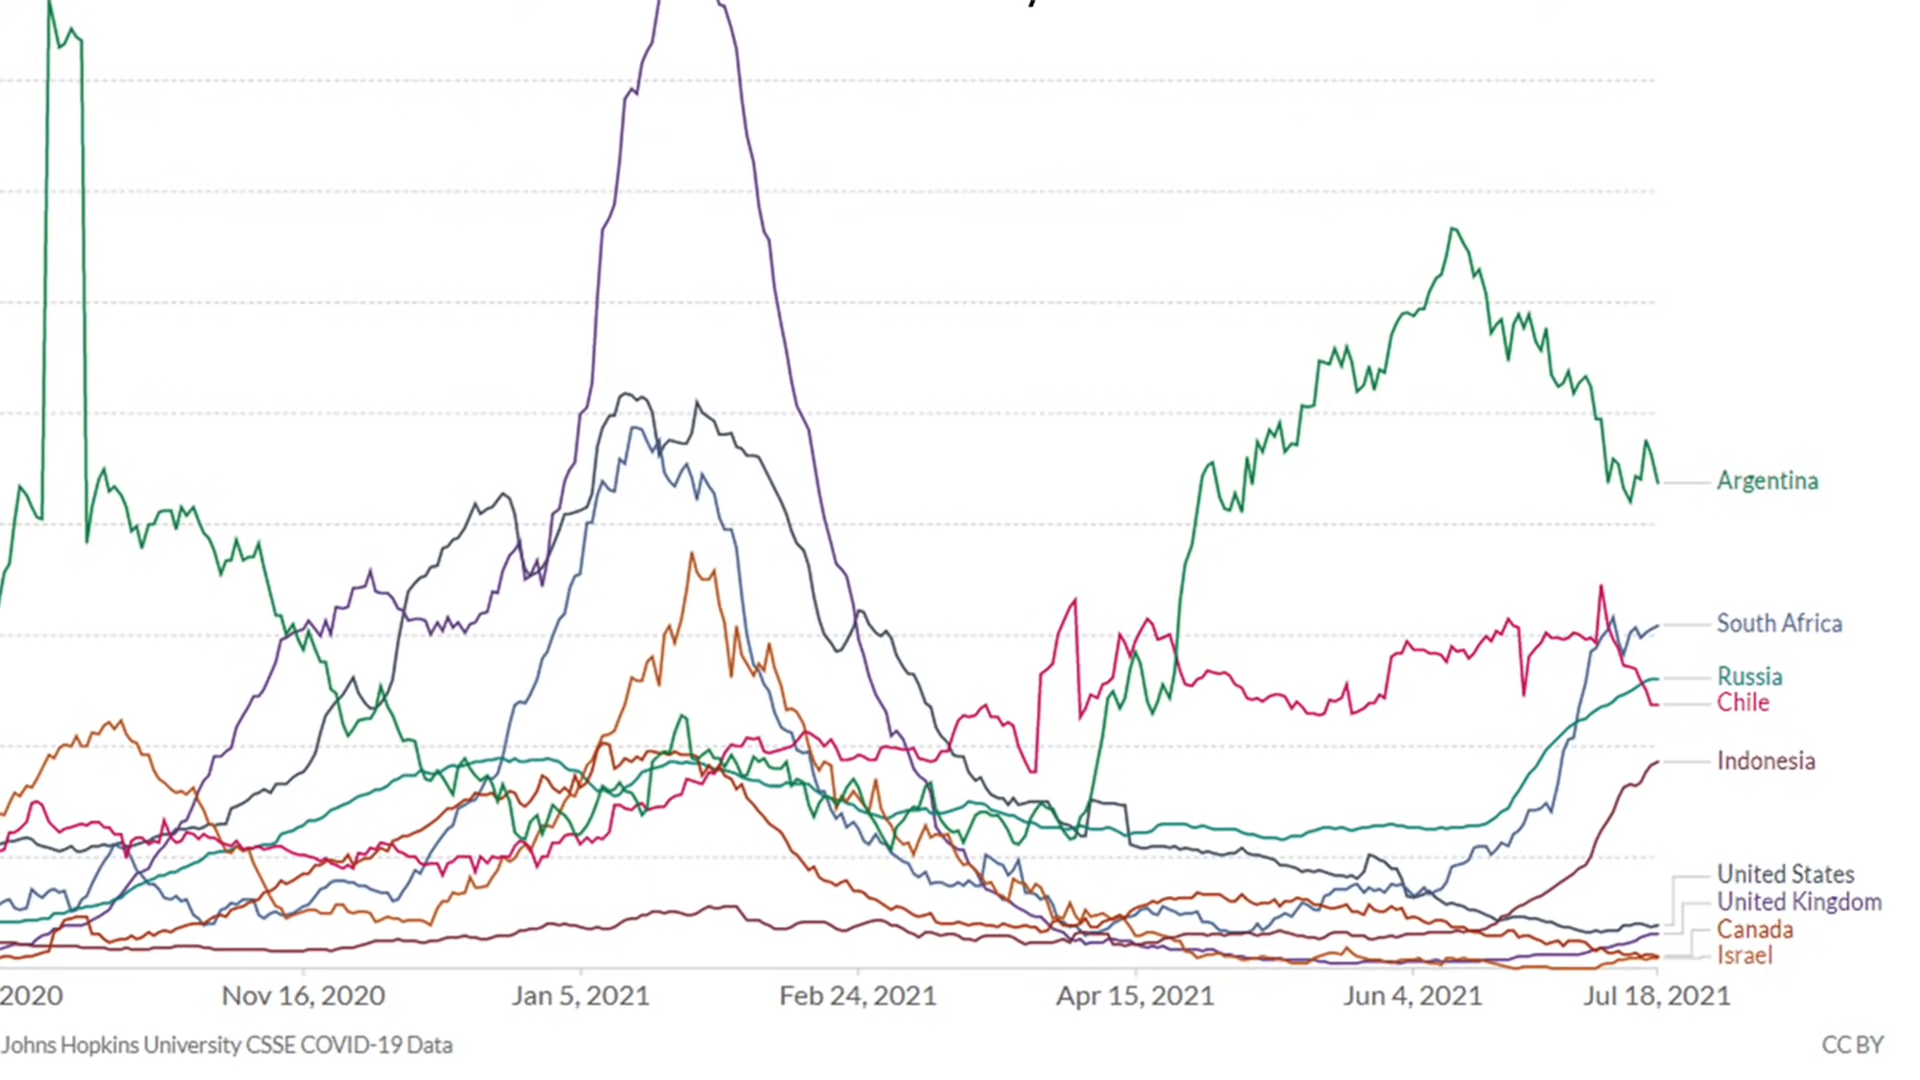 Argentina
South Africa
Russia
Chile
Indonesia
United States
United Kingdom
Canada
Israel
2020 Nov 16, 2020 Jan 5, 2021 Feb 24, 2021 Apr 15, 2021 Jun 4, 2021 Jul 18, 2021
Johns Hopkins University CSSE COVID-19 Data CC BY